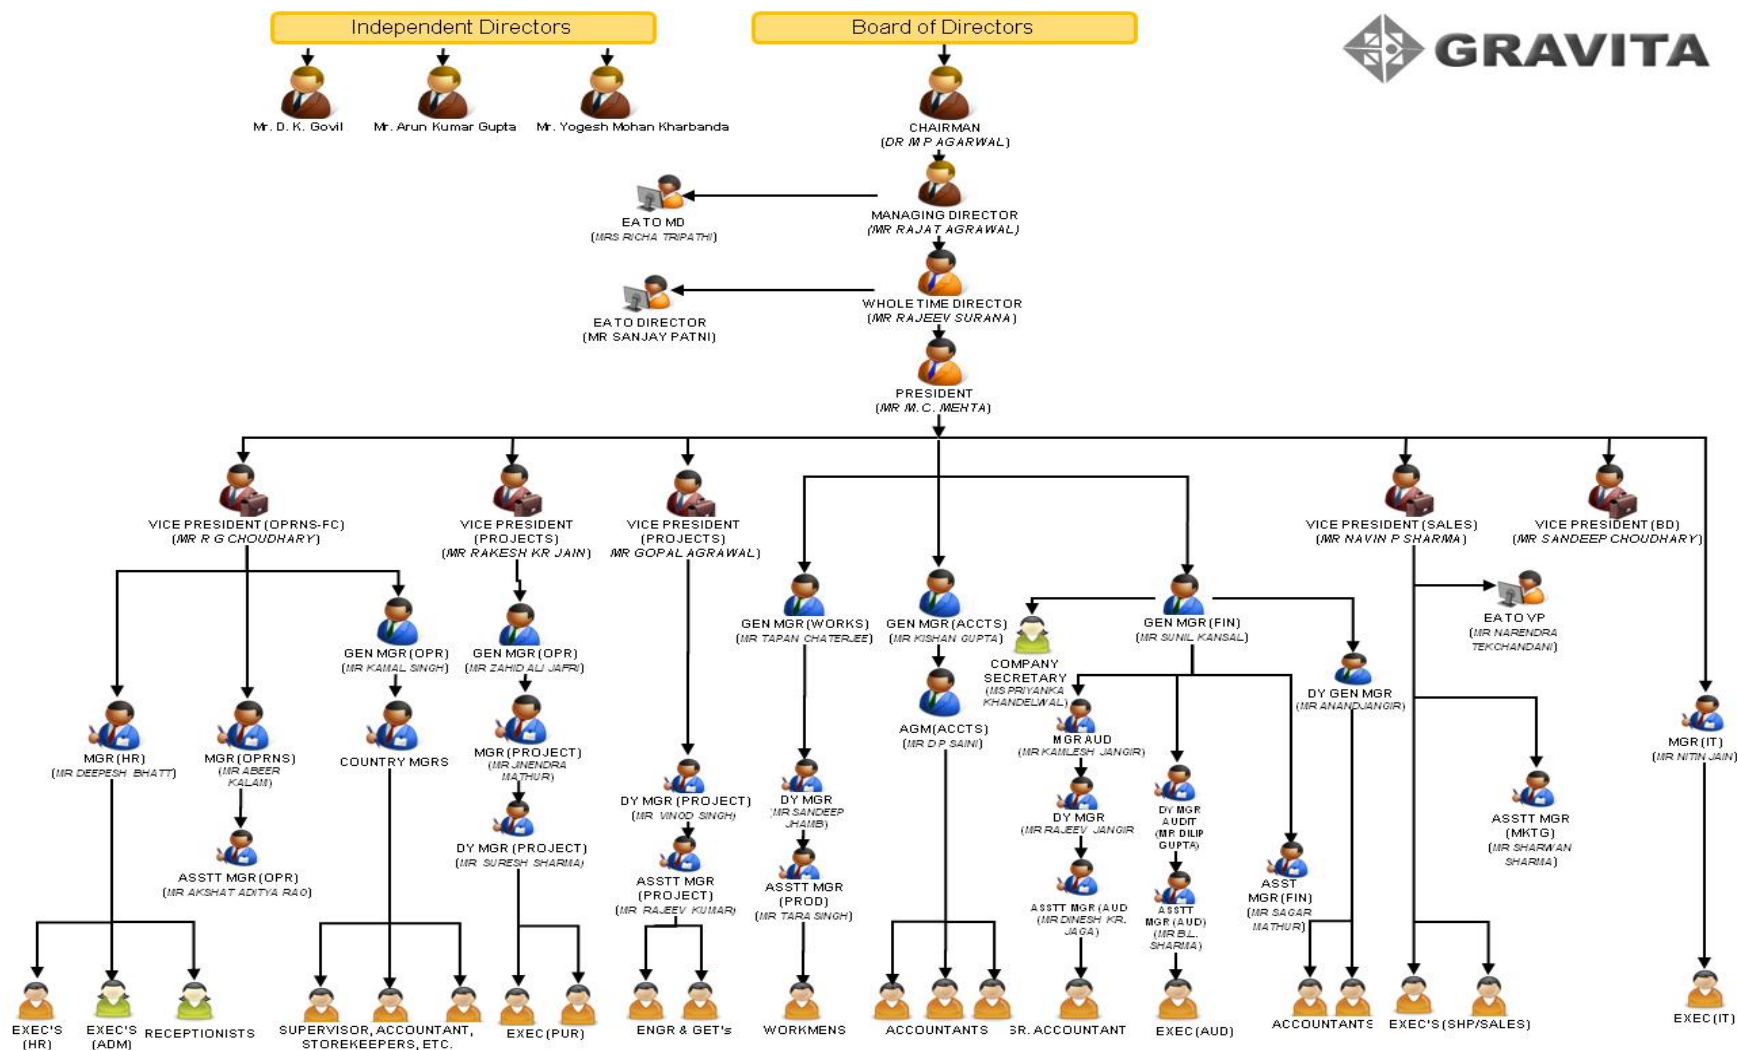 Independent Directors
Board of Directors
GRAVITA
Mr. D. K. Govil
Mr. Arun Kumar Gupta
Mr. Yogesh Mohan Kharbanda
CHAIRMAN
(DR M P AGARWAL)
EA TO MD
(MRS RICHA TRIPATHI)
MANAGING DIRECTOR
(MR RAJAT AGRAWAL)
EA TO DIRECTOR
(MR SANJAY PATNI)
WHOLE TIME DIRECTOR
(MR RAJEEV SURANA)
PRESIDENT
(MR M.C. MEHTA)
VICE PRESIDENT (OPRNS-FC)
(MR R G CHOUDHARY)
VICE PRESIDENT
(PROJECTS)
(MR RAKESH KR JAIN)
VICE PRESIDENT
(PROJECTS)
(MR GOPAL AGRAWAL)
VICE PRESIDENT (SALES)
(MR NAVIN P SHARMA)
VICE PRESIDENT (BD)
(MR SANDEEP CHOUDHARY)
GEN MGR (OPR)
(MR KAMAL SINGH)
GEN MGR (OPR)
(MR ZAHID ALI JAFRI)
GEN MGR (WORKS)
(MR TAPAN CHATERJEE)
GEN MGR (ACCTS)
(MR KISHAN GUPTA)
GEN MGR (FIN)
(MR SUNIL KANSAL)
EA TO VP
(MR NARENDRA
TEKCHANDANI)
COMPANY
SECRETARY
(MS PRIYANKA
KHANDELWAL)
DY GEN MGR
(MR ANANDJANGIR)
MGR (HR)
(MR DEEPESH BHATT)
MGR (OPRNS)
(MR ABEER
KALAM)
COUNTRY MGRS
MGR (PROJECT)
(MR JINENDRA
MATHUR)
AGM (ACCTS)
(MR D P SAINI)
MGR AUD
(MR KAMLESH JANGIR)
MGR (IT)
(MR NITIN JAIN)
DY MGR (PROJECT)
(MR VINOD SINGH)
DY MGR
(MR SANDEEP
JHAMB)
DY MGR
(MR RAJEEV JANGIR
DY MGR
AUDIT
(MR DILIP
GUPTA)
ASSTT MGR
(MKTG)
(MR SHARWAN
SHARMA)
ASSTT MGR (OPR)
(MR AKSHAT ADITYA RAO)
DY MGR (PROJECT)
(MR SURESH SHARMA)
ASSTT MGR
(PROJECT)
(MR RAJEEV KUMAR)
ASSTT MGR
(PROD)
(MR TARA SINGH)
ASSTT MGR (AUD
(MR DINESH KR.
JAGA)
ASSTT
MGR (AUD)
(MR B.L.
SHARMA)
ASST
MGR (FIN)
(MR SAGAR
MATHUR)
EXEC'S
(HR)
EXEC'S
(ADM)
RECEPTIONISTS
SUPERVISOR, ACCOUNTANT,
STOREKEEPERS, ETC.
EXEC (PUR)
ENGR & GET's
WORKMENS
ACCOUNTANTS
SR. ACCOUNTANT
EXEC (AUD)
ACCOUNTANTS
EXEC'S (SHP/SALES)
EXEC (IT)